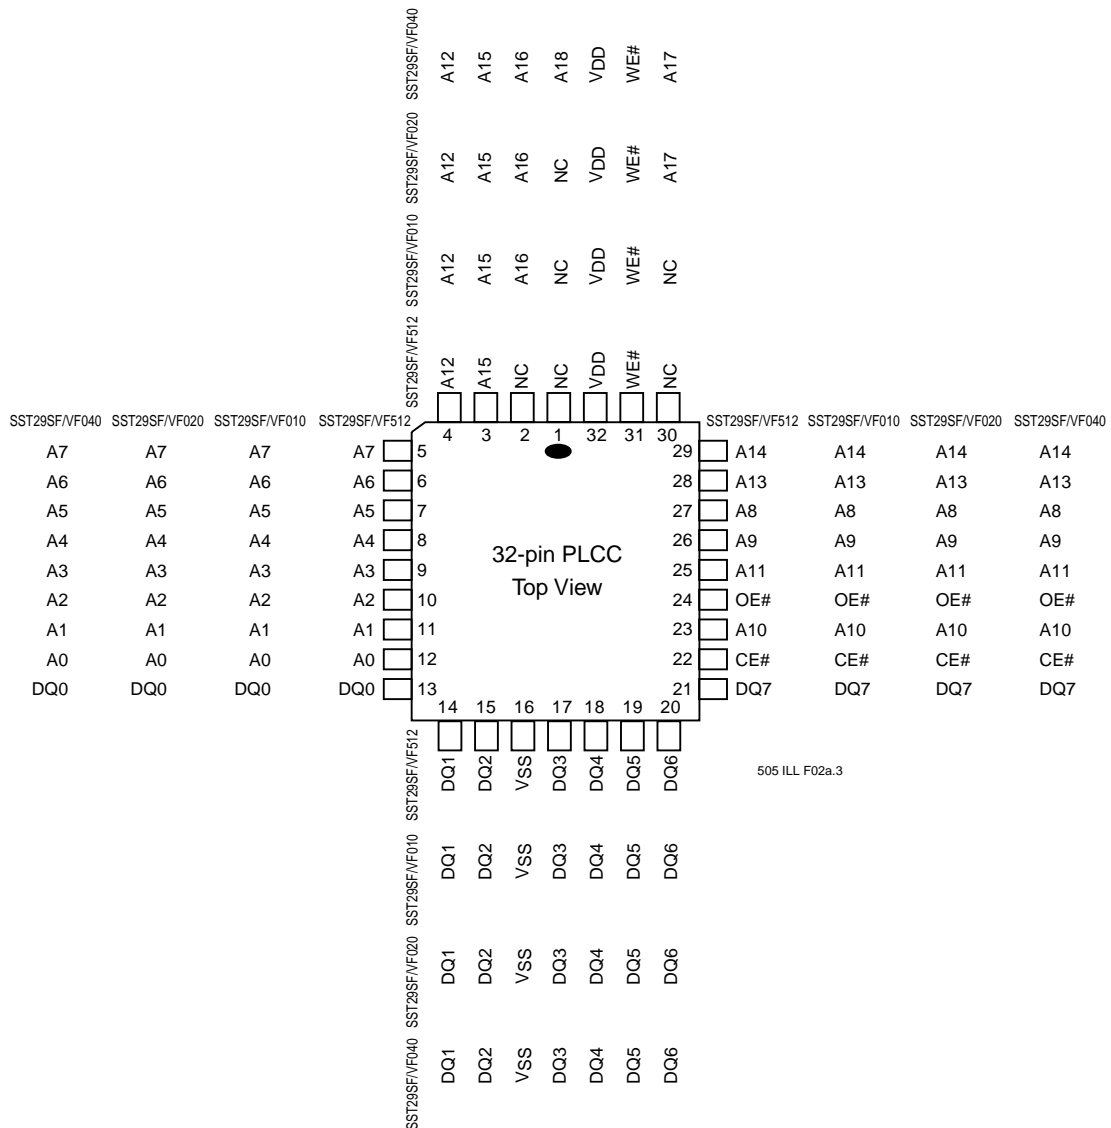 SST29SF/VF040 A12 A15 A16 A18 VDD WE# A17
SST29SF/VF020 A12 A15 A16 NC VDD WE# A17
SST29SF/VF010 A12 A15 A16 NC VDD WE# NC
SST29SF/VF512 A12 A15 NC NC VDD WE# NC
SST29SF/VF040 SST29SF/VF020 SST29SF/VF010 SST29SF/VF512 4 3 2 1 32 31 30 SST29SF/VF512 SST29SF/VF010 SST29SF/VF020 SST29SF/VF040
A7 A7 A7 A7 5 29 A14 A14 A14 A14
A6 A6 A6 A6 6 28 A13 A13 A13 A13
A5 A5 A5 A5 7 27 A8 A8 A8 A8
A4 A4 A4 A4 8 26 A9 A9 A9 A9
32-pin PLCC
A3 A3 A3 A3 9 25 A11 A11 A11 A11
Top View
A2 A2 A2 A2 10 24 OE# OE# OE# OE#
A1 A1 A1 A1 11 23 A10 A10 A10 A10
A0 A0 A0 A0 12 22 CE# CE# CE# CE#
DQ0 DQ0 DQ0 DQ0 13 21 DQ7 DQ7 DQ7 DQ7
14 15 16 17 18 19 20
SST29SF/VF512 DQ1 DQ2 VSS DQ3 DQ4 DQ5 DQ6
505 ILL F02a.3
SST29SF/VF010 DQ1 DQ2 VSS DQ3 DQ4 DQ5 DQ6
SST29SF/VF020 DQ1 DQ2 VSS DQ3 DQ4 DQ5 DQ6
SST29SF/VF040 DQ1 DQ2 VSS DQ3 DQ4 DQ5 DQ6